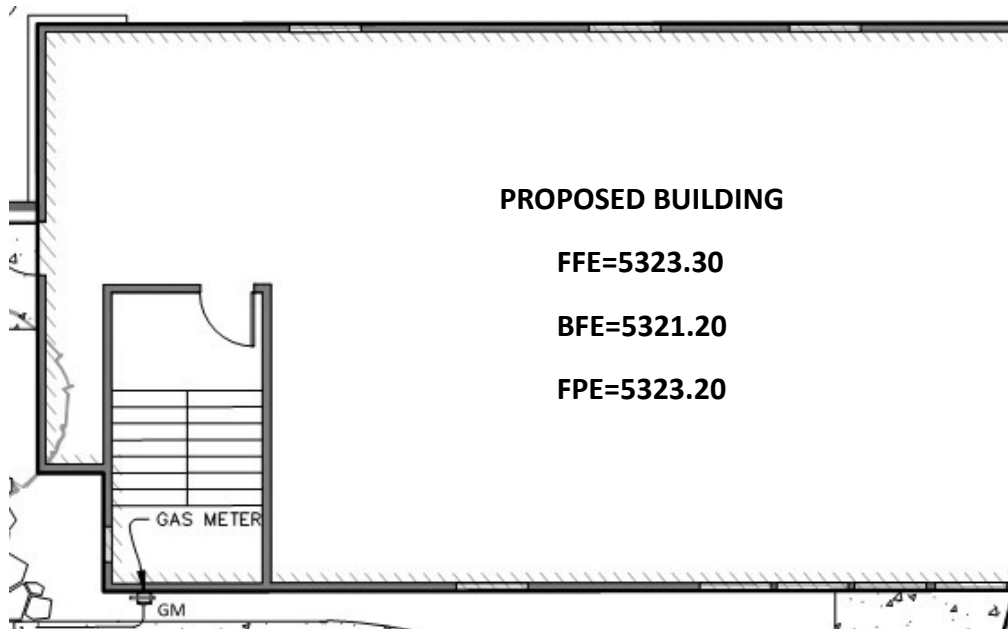 PROPOSED BUILDING
FFE=5323.30
BFE=5321.20
FPE=5323.20
GAS METER
GM